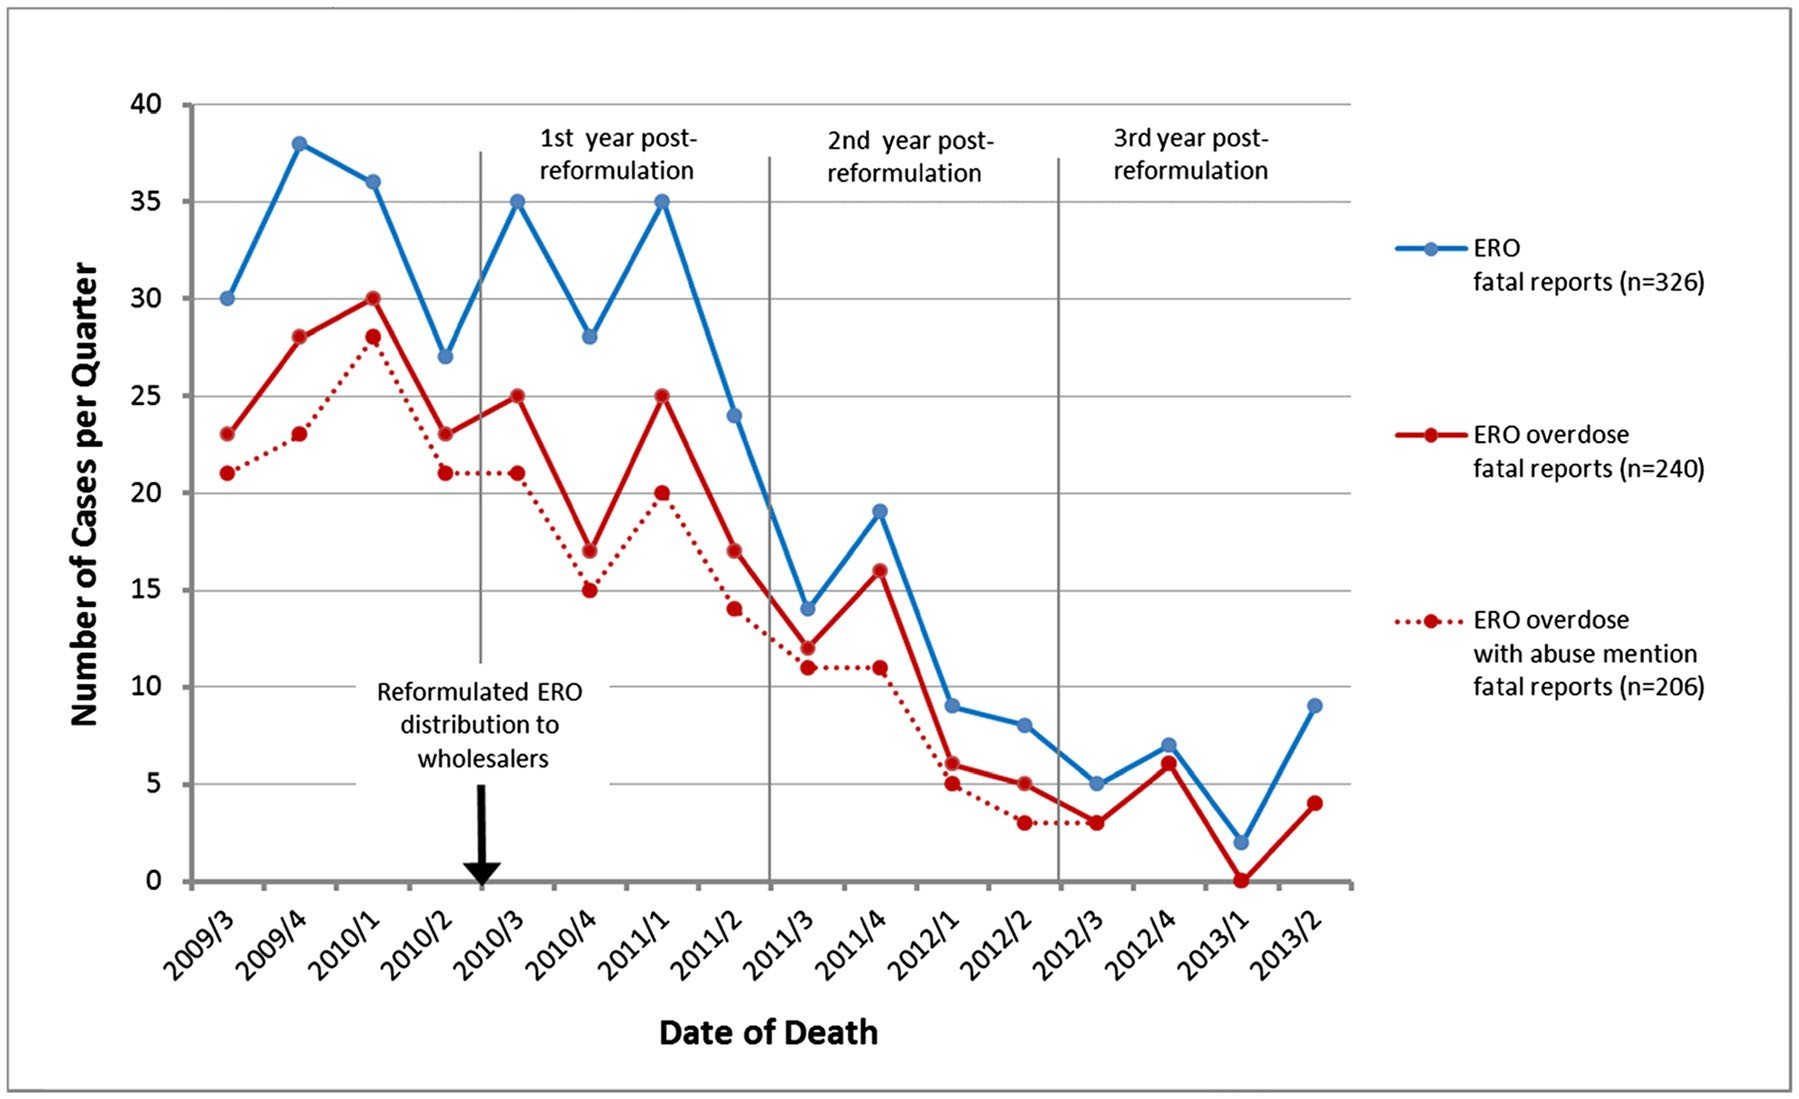 40
35
30
25
20
15
10
5
0
Number of Cases per Quarter
1st year post-
reformulation
2nd year post-
reformulation
3rd year post-
reformulation
Reformulated ERO
distribution to
wholesalers
ERO
fatal reports (n=326)
ERO overdose
fatal reports (n=240)
ERO overdose
with abuse mention
fatal reports (n=206)
2009/3
2009/4
2010/1
2010/2
2010/3
2010/4
2011/1
2011/2
2011/3
2011/4
2012/1
2012/2
2012/3
2012/4
2013/1
2013/2
Date of Death